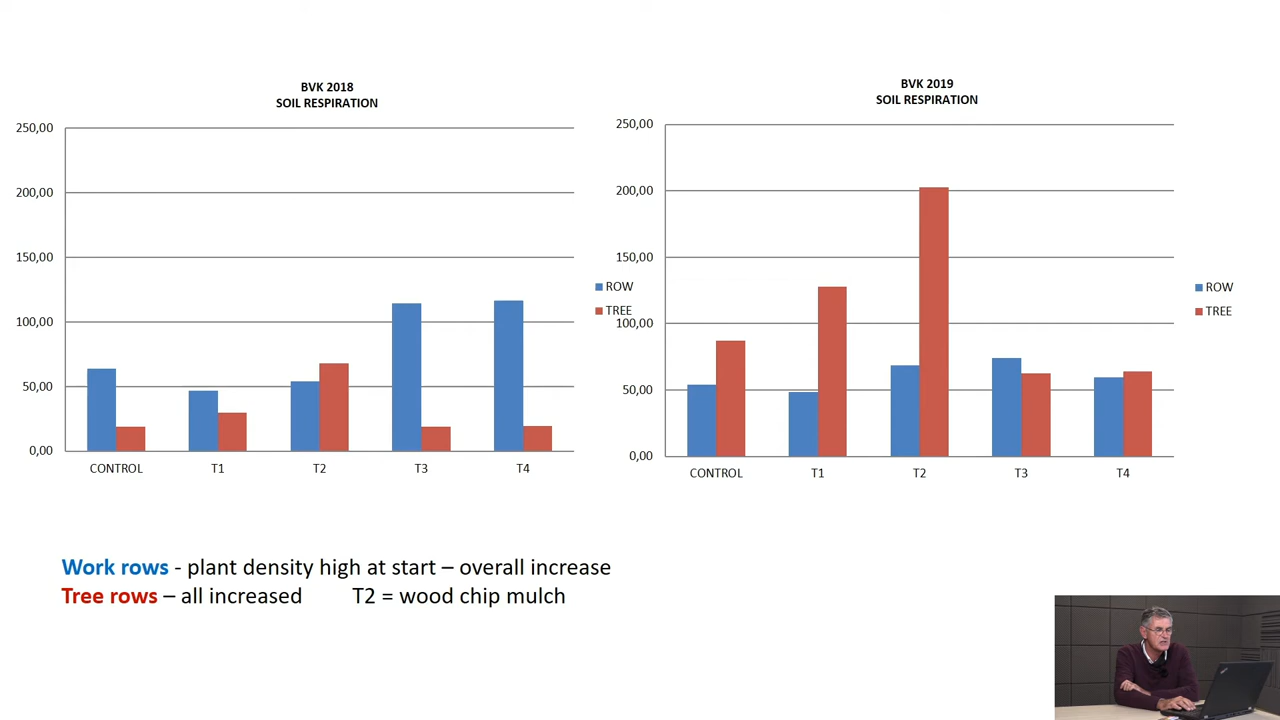 BVK 2018
SOIL RESPIRATION
250,00
200,00
150,00
100,00
50,00
0,00
CONTROL
T1
T2
T3
T4
ROW
TREE
BVK 2019
SOIL RESPIRATION
250,00
200,00
150,00
100,00
50,00
0,00
CONTROL
T1
T2
T3
T4
ROW
TREE
Work rows - plant density high at start – overall increase
Tree rows – all increased T2 = wood chip mulch